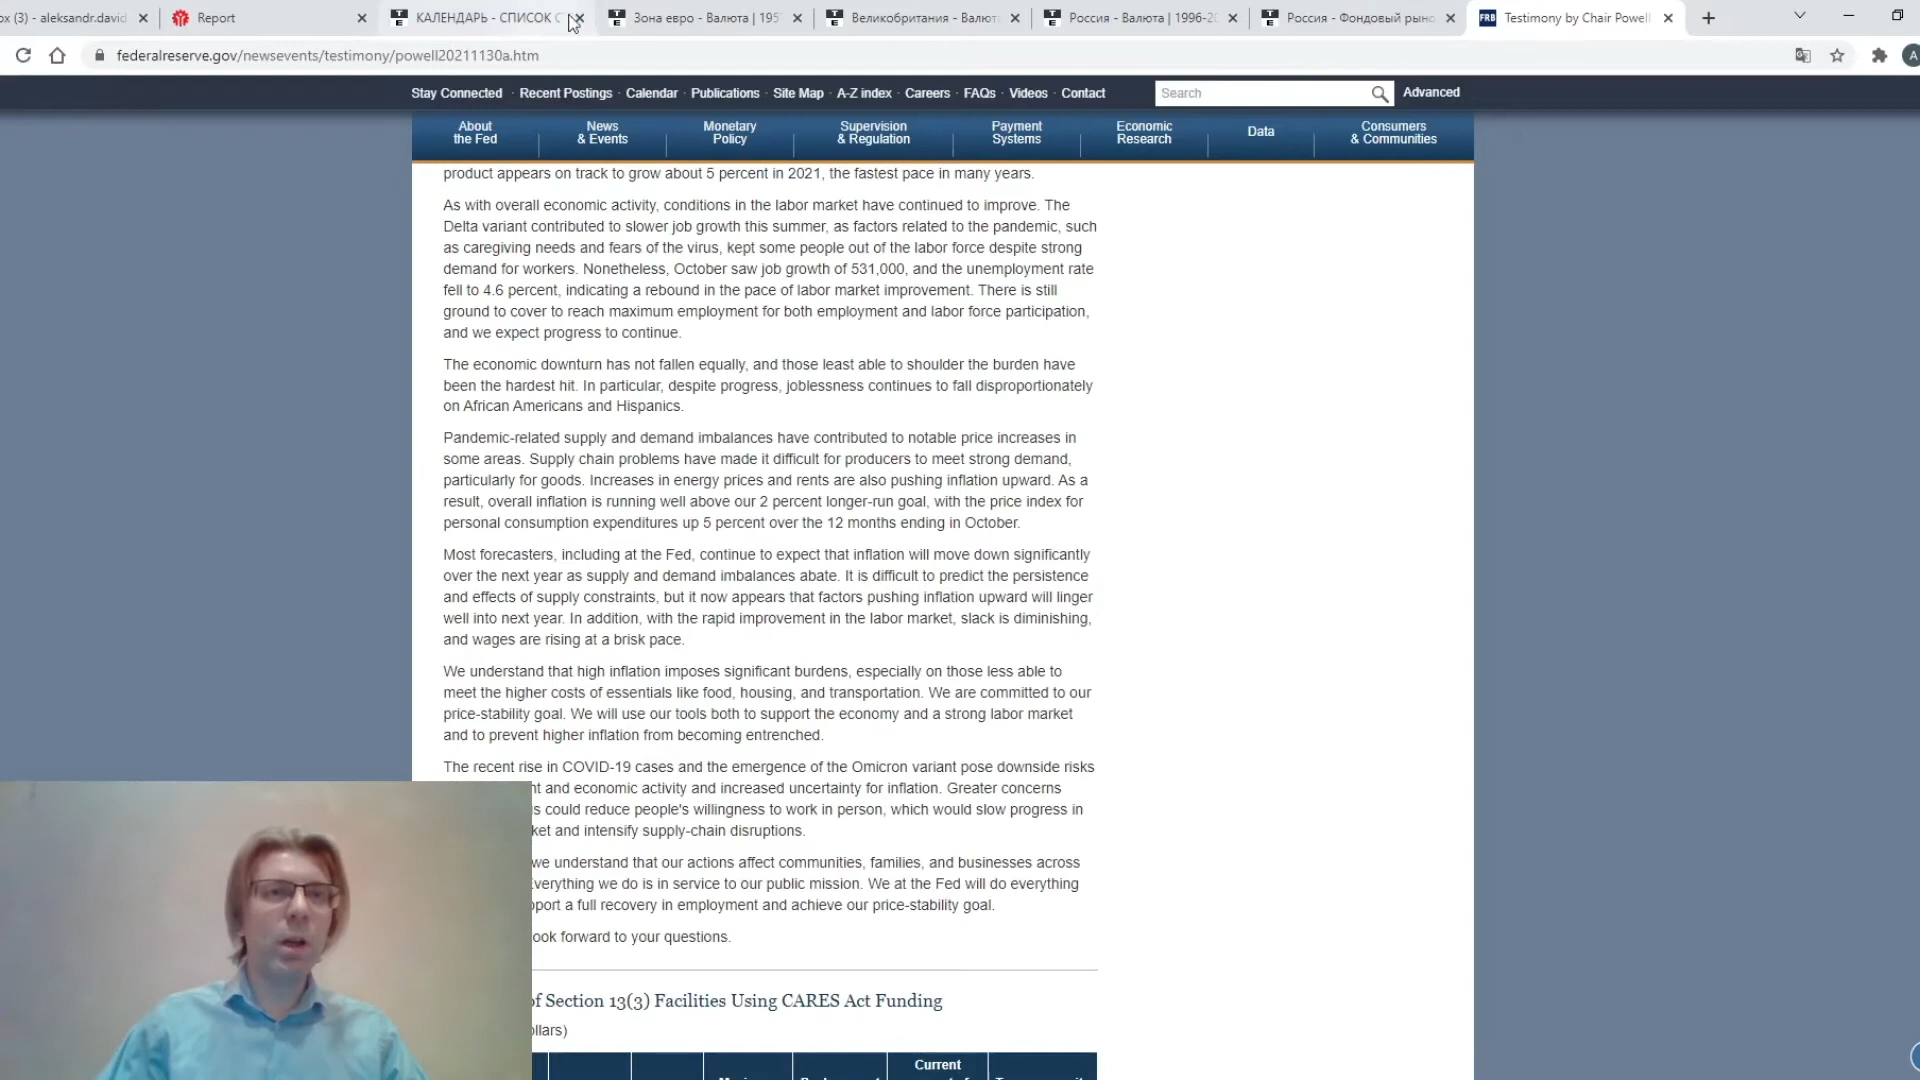 ox (3) - aleksandr.david
Report
КАЛЕНДАРЬ - СПИСОК С
Зона евро - Валюта | 195
Великобритания - Валют
Россия - Валюта | 1996-2
Россия - Фондовый рыно
FRB
Testimony by Chair Powell
federalreserve.gov/newsevents/testimony/powell20211130a.htm
A
Stay Connected · Recent Postings · Calendar · Publications · Site Map · A-Z index · Careers · FAQs · Videos · Contact
Search
Advanced
About the Fed
News & Events
Monetary Policy
Supervision & Regulation
Payment Systems
Economic Research
Data
Consumers & Communities
product appears on track to grow about 5 percent in 2021, the fastest pace in many years.
As with overall economic activity, conditions in the labor market have continued to improve. The
Delta variant contributed to slower job growth this summer, as factors related to the pandemic, such
as caregiving needs and fears of the virus, kept some people out of the labor force despite strong
demand for workers. Nonetheless, October saw job growth of 531,000, and the unemployment rate
fell to 4.6 percent, indicating a rebound in the pace of labor market improvement. There is still
ground to cover to reach maximum employment for both employment and labor force participation,
and we expect progress to continue.
The economic downturn has not fallen equally, and those least able to shoulder the burden have
been the hardest hit. In particular, despite progress, joblessness continues to fall disproportionately
on African Americans and Hispanics.
Pandemic-related supply and demand imbalances have contributed to notable price increases in
some areas. Supply chain problems have made it difficult for producers to meet strong demand,
particularly for goods. Increases in energy prices and rents are also pushing inflation upward. As a
result, overall inflation is running well above our 2 percent longer-run goal, with the price index for
personal consumption expenditures up 5 percent over the 12 months ending in October.
Most forecasters, including at the Fed, continue to expect that inflation will move down significantly
over the next year as supply and demand imbalances abate. It is difficult to predict the persistence
and effects of supply constraints, but it now appears that factors pushing inflation upward will linger
well into next year. In addition, with the rapid improvement in the labor market, slack is diminishing,
and wages are rising at a brisk pace.
We understand that high inflation imposes significant burdens, especially on those less able to
meet the higher costs of essentials like food, housing, and transportation. We are committed to our
price-stability goal. We will use our tools both to support the economy and a strong labor market
and to prevent higher inflation from becoming entrenched.
The recent rise in COVID-19 cases and the emergence of the Omicron variant pose downside risks
nt and economic activity and increased uncertainty for inflation. Greater concerns
is could reduce people's willingness to work in person, which would slow progress in
ket and intensify supply-chain disruptions.
we understand that our actions affect communities, families, and businesses across
Everything we do is in service to our public mission. We at the Fed will do everything
port a full recovery in employment and achieve our price-stability goal.
ook forward to your questions.
of Section 13(3) Facilities Using CARES Act Funding
ollars)
Current